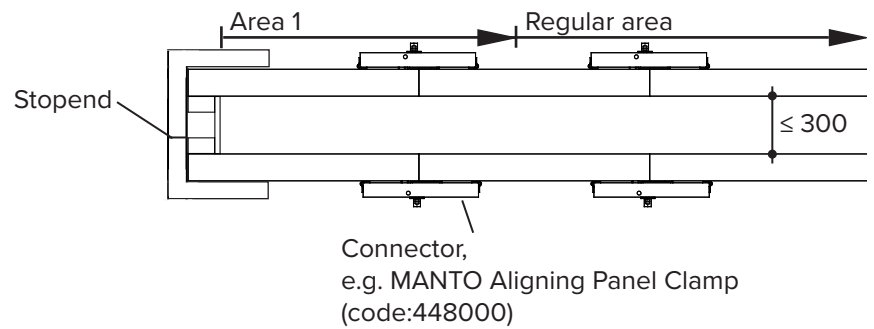 Area 1
Regular area
Stopend
≤ 300
Connector,
e.g. MANTO Aligning Panel Clamp
(code:448000)